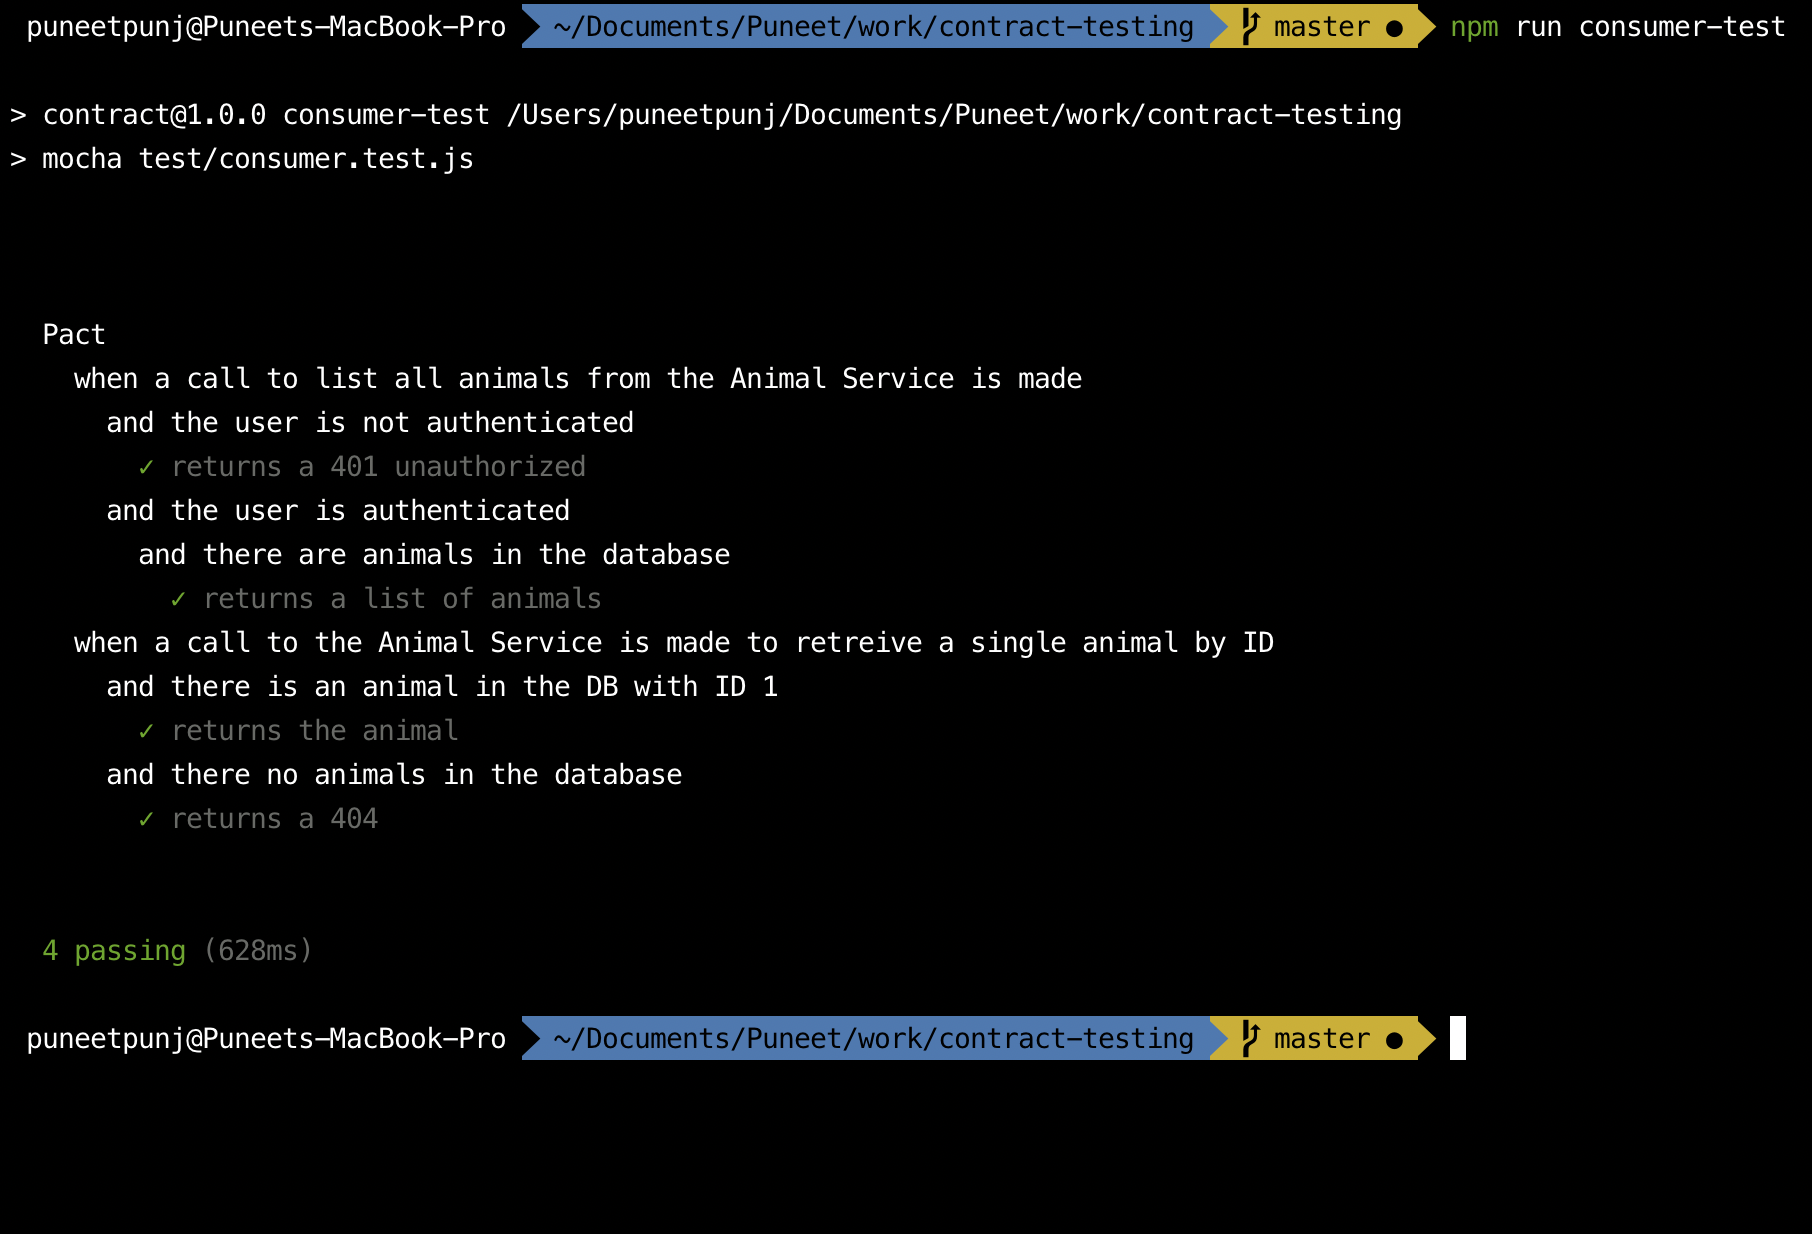 puneetpunj@Puneets-MacBook-Pro ~/Documents/Puneet/work/contract-testing master ● npm run consumer-test
> contract@1.0.0 consumer-test /Users/puneetpunj/Documents/Puneet/work/contract-testing
> mocha test/consumer.test.js
Pact
when a call to list all animals from the Animal Service is made
and the user is not authenticated
✓ returns a 401 unauthorized
and the user is authenticated
and there are animals in the database
✓ returns a list of animals
when a call to the Animal Service is made to retreive a single animal by ID
and there is an animal in the DB with ID 1
✓ returns the animal
and there no animals in the database
✓ returns a 404
4 passing (628ms)
puneetpunj@Puneets-MacBook-Pro ~/Documents/Puneet/work/contract-testing master ●